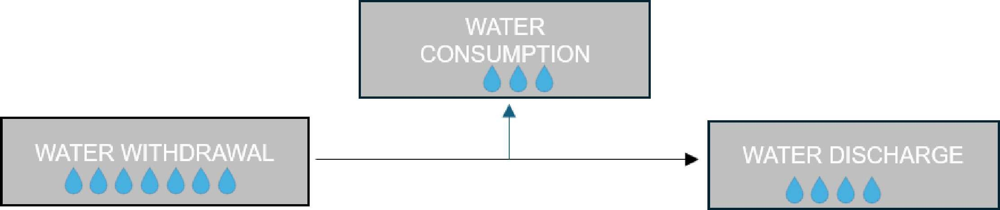 WATER
CONSUMPTION
WATER WITHDRAWAL
WATER DISCHARGE